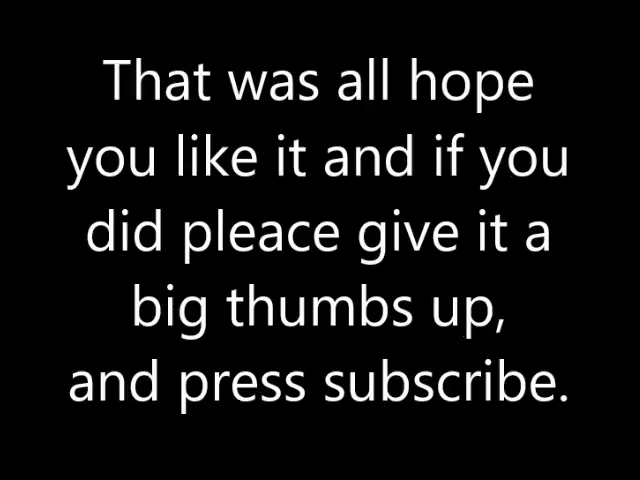 That was all hope
you like it and if you
did pleace give it a
big thumbs up,
and press subscribe.